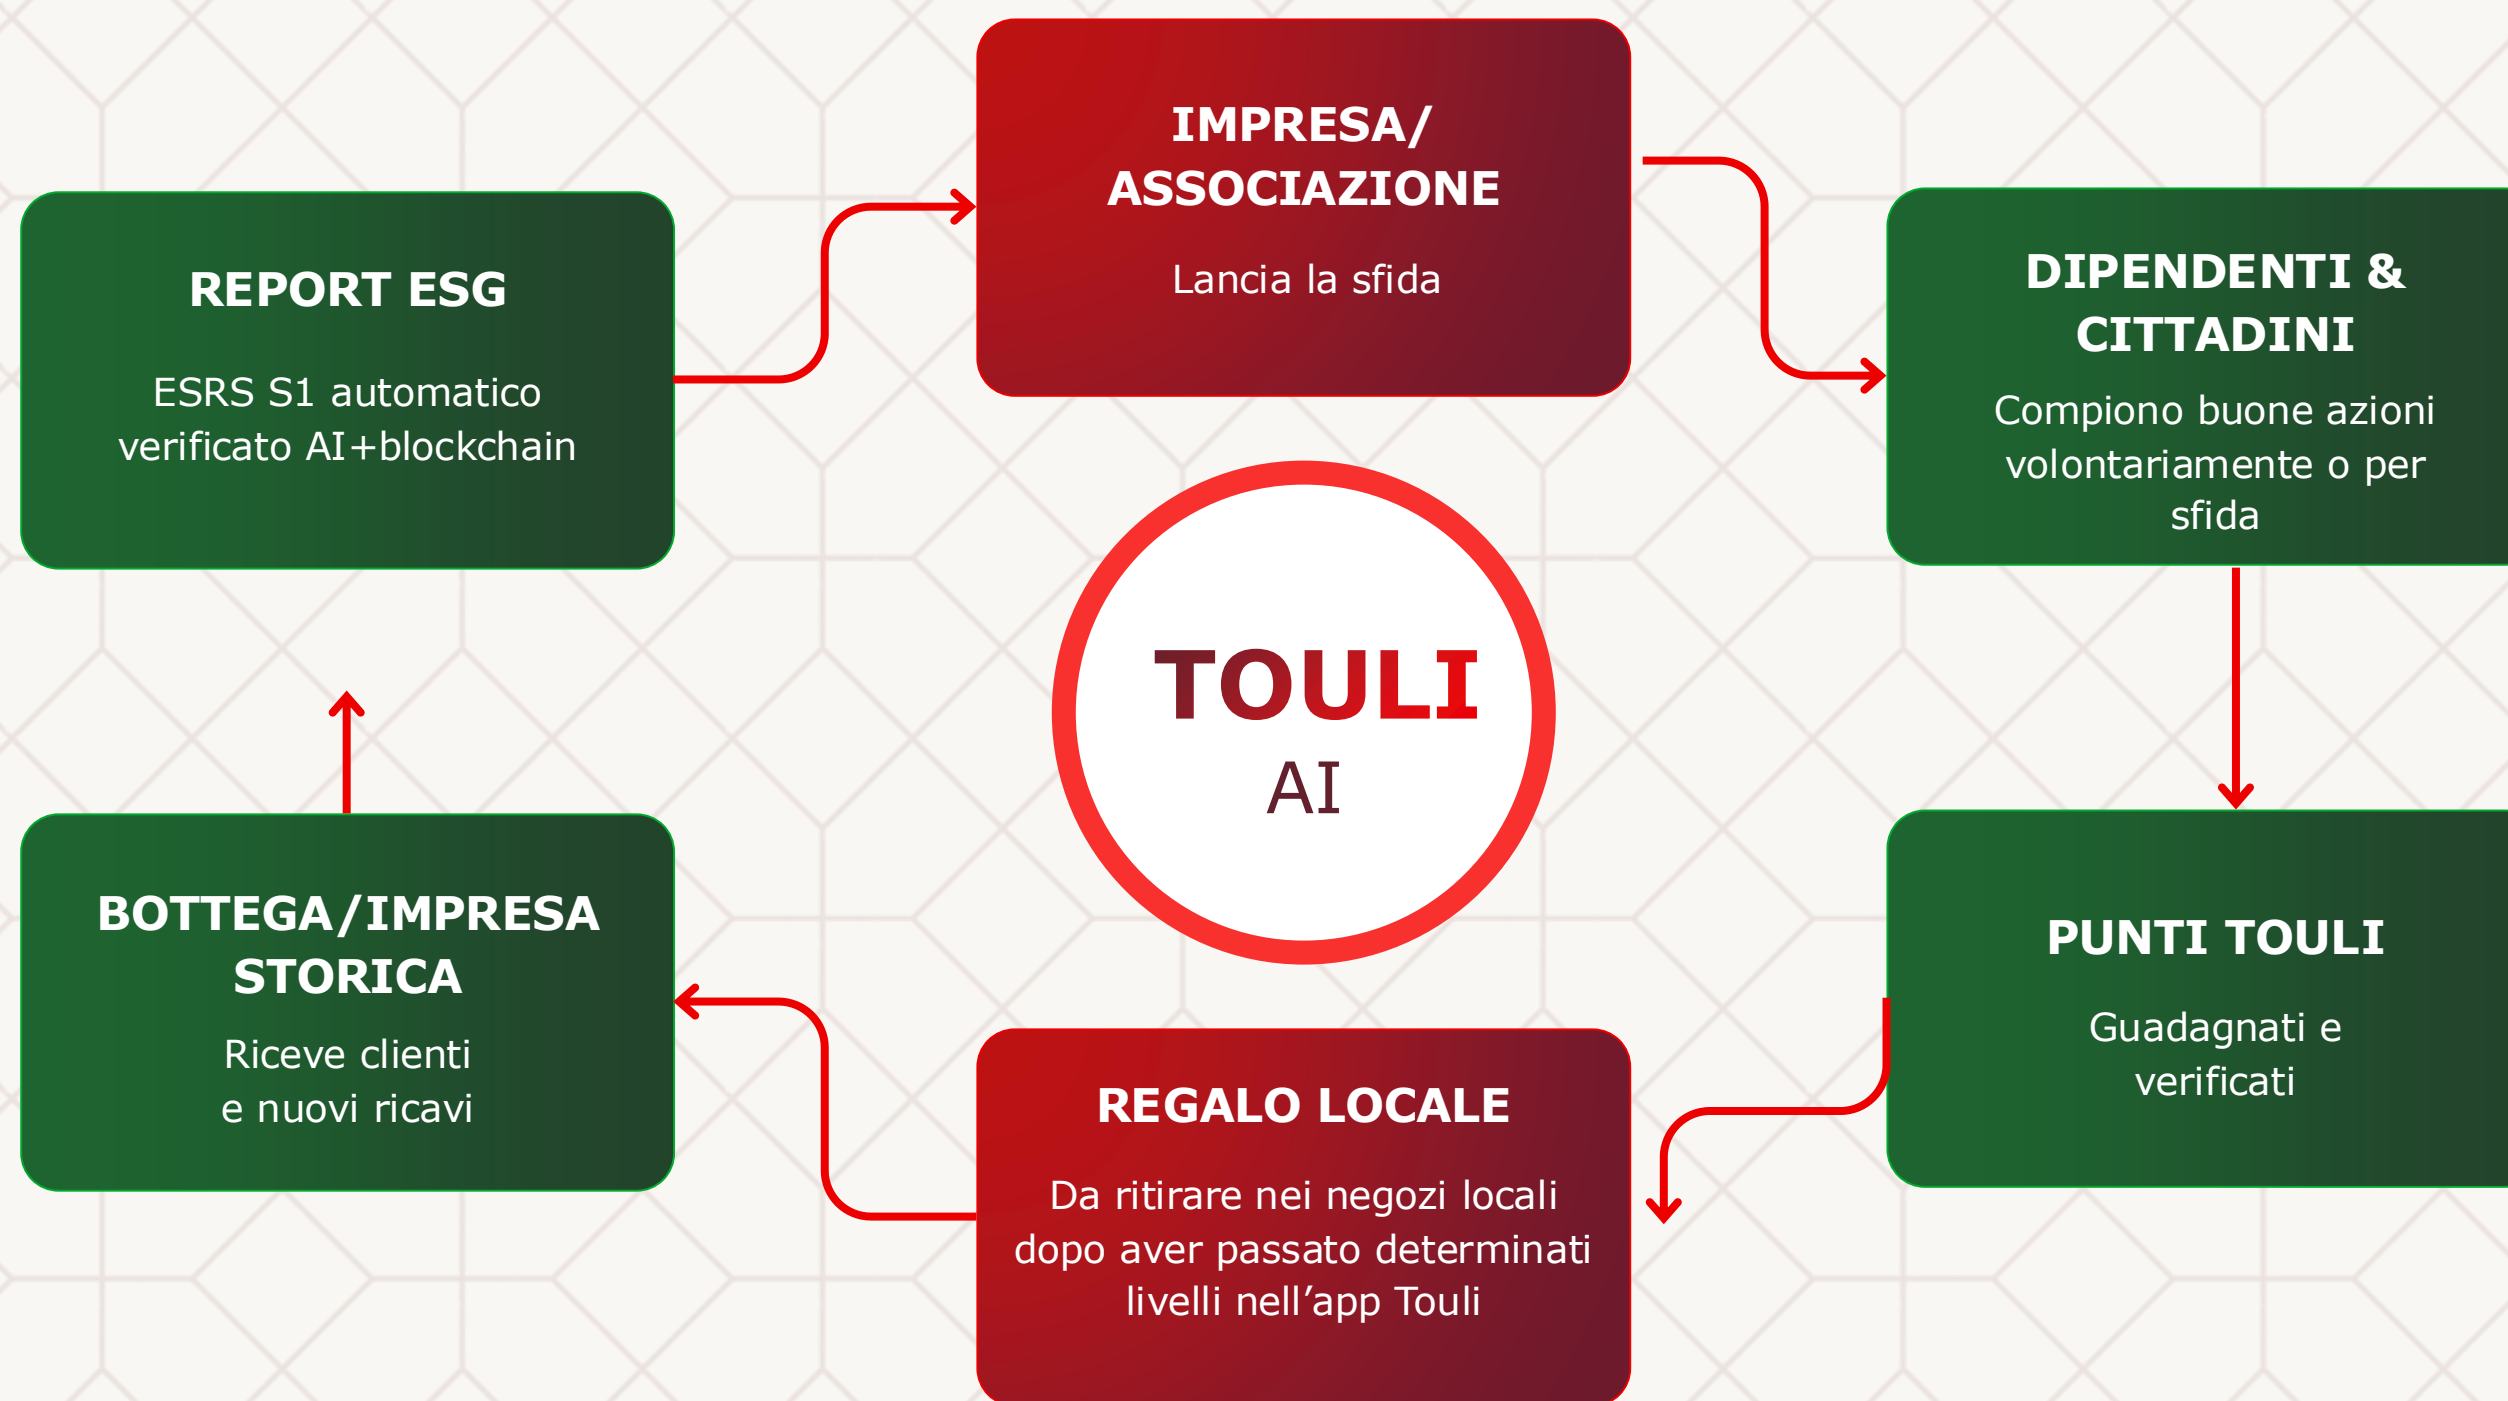 IMPRESA/
ASSOCIAZIONE
Lancia la sfida
DIPENDENTI &
CITTADINI
Compiono buone azioni
volontariamente o per
sfida
PUNTI TOULI
Guadagnati e
verificati
REGALO LOCALE
Da ritirare nei negozi locali
dopo aver passato determinati
livelli nell’app Touli
BOTTEGA/IMPRESA
STORICA
Riceve clienti
e nuovi ricavi
REPORT ESG
ESRS S1 automatico
verificato AI+blockchain
TOULI
AI